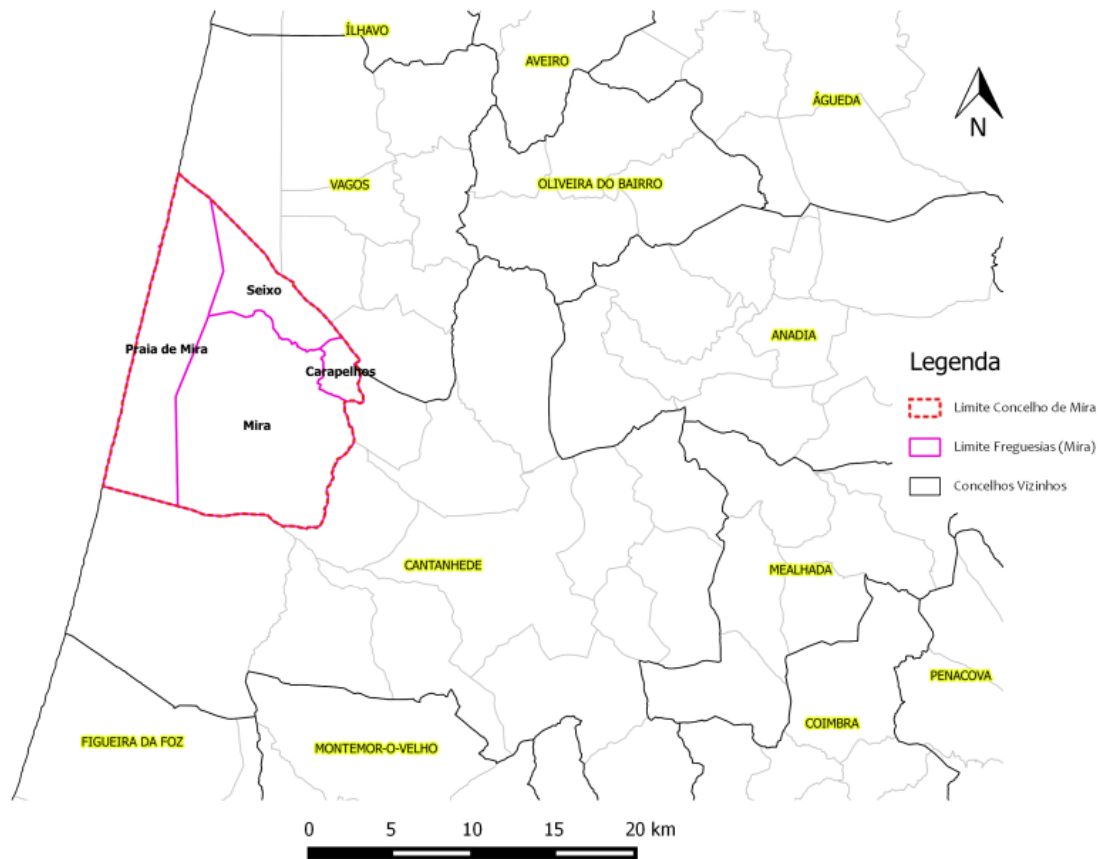 ÍLHAVO
AVEIRO
ÁGUEDA
N
VAGOS
OLIVEIRA DO BAIRRO
Seixo
ANADIA
Praia de Mira
Carapelhos
Mira
Legenda
Limite Concelho de Mira
Limite Freguesias (Mira)
Concelhos Vizinhos
CANTANHEDE
MEALHADA
PENACOVA
COIMBRA
FIGUEIRA DA FOZ
MONTEMOR-O-VELHO
0 5 10 15 20 km